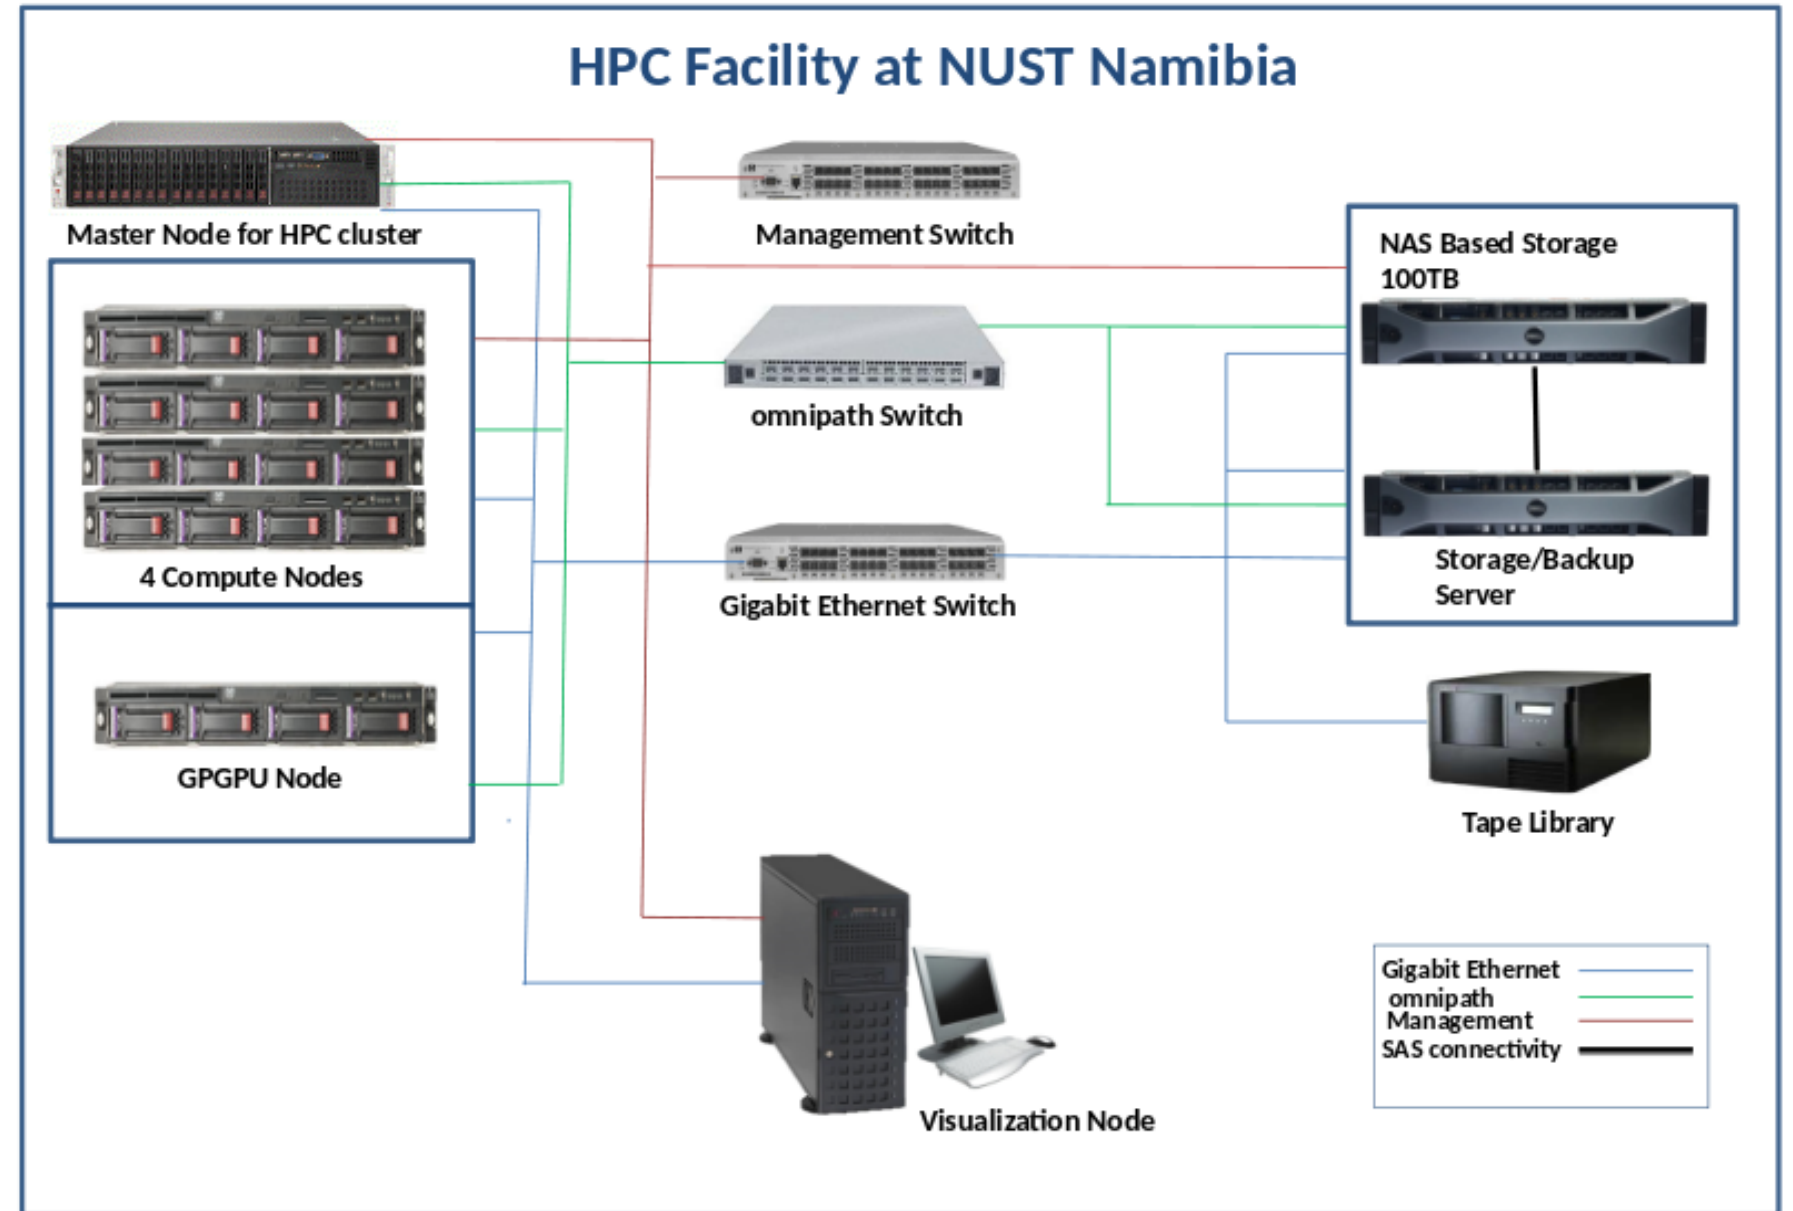 HPC Facility at NUST Namibia
Master Node for HPC cluster
Management Switch
NAS Based Storage
100TB
omnipath Switch
4 Compute Nodes
Gigabit Ethernet Switch
Storage/Backup
Server
GPGPU Node
Tape Library
Visualization Node
Gigabit Ethernet
omnipath
Management
SAS connectivity